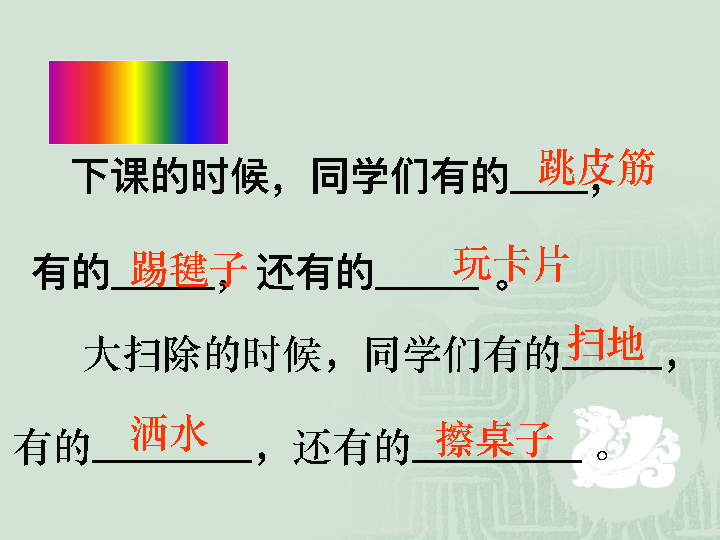 下课的时候，同学们有的跳皮筋，
有的踢毽子，还有的玩卡片。
大扫除的时候，同学们有的扫地，
有的洒水，还有的擦桌子。